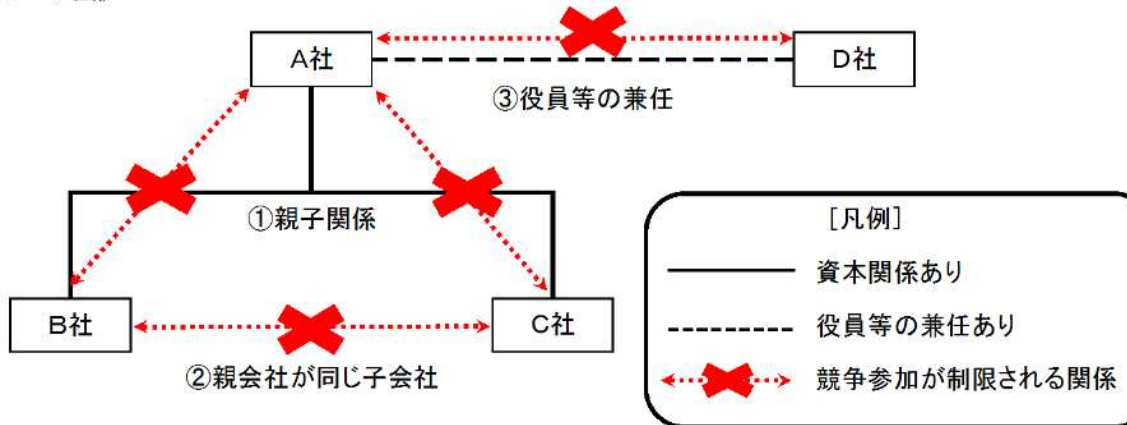 A社
D社
③役員等の兼任
①親子関係
B社
C社
②親会社が同じ子会社
[凡例]
資本関係あり
役員等の兼任あり
競争参加が制限される関係